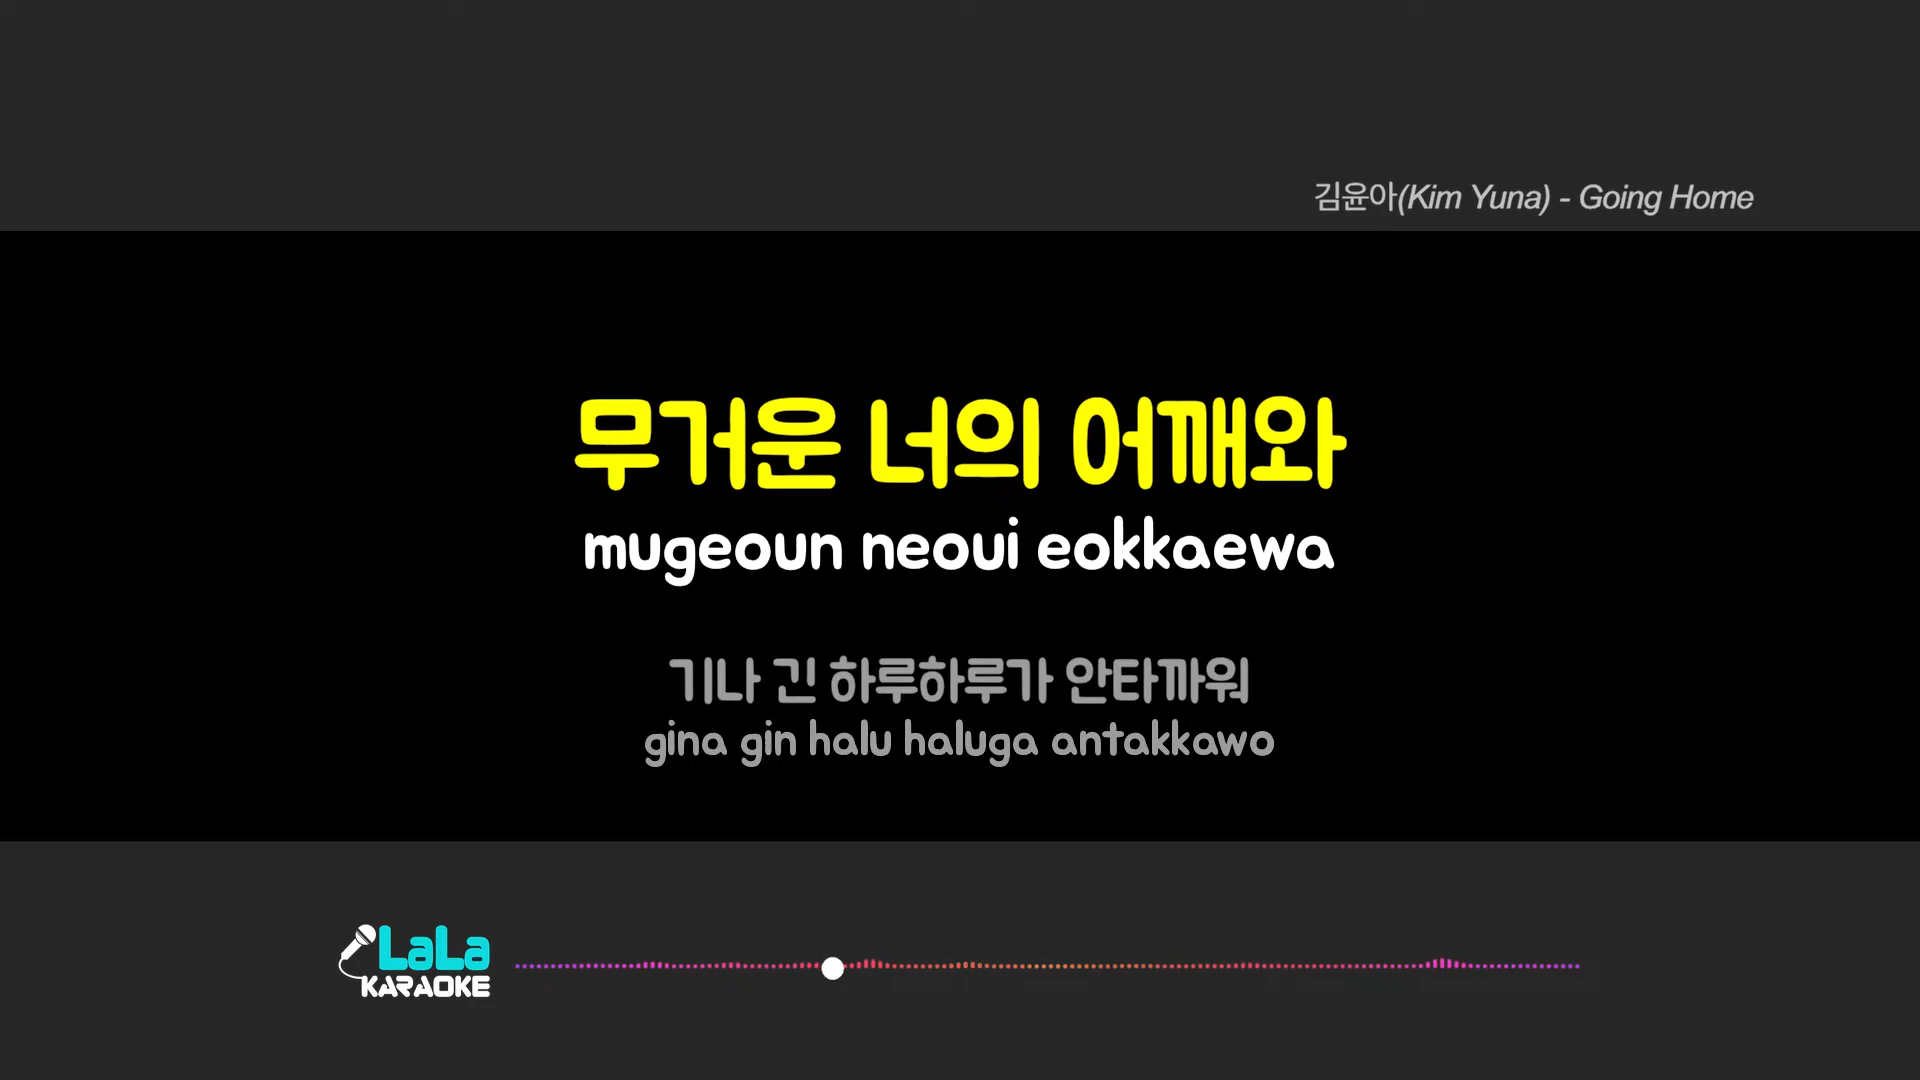 김윤아(Kim Yuna) - Going Home
무거운 너의 어깨와
mugeoun neoui eokkaewa
기나 긴 하루하루가 안타까워
gina gin halu haluga antakkawo
LaLa
KARAOKE